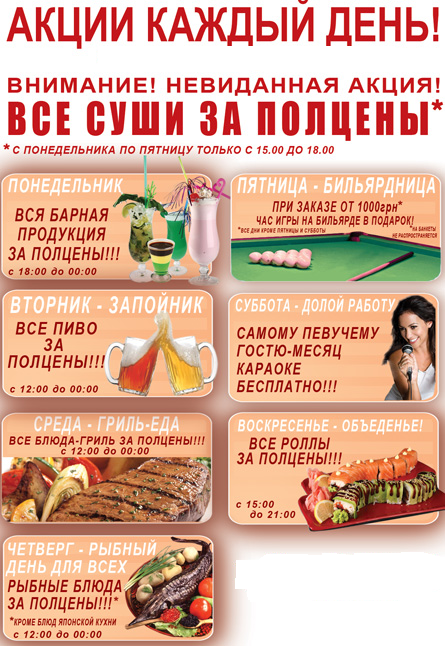 АКЦИИ КАЖДЫЙ ДЕНЬ!
ВНИМАНИЕ! НЕВИДАННАЯ АКЦИЯ!
ВСЕ СУШИ ЗА ПОЛЦЕНЫ*
* С ПОНЕДЕЛЬНИКА ПО ПЯТНИЦУ ТОЛЬКО С 15.00 ДО 18.00
ПОНЕДЕЛЬНИК
ВСЯ БАРНАЯ
ПРОДУКЦИЯ
ЗА ПОЛЦЕНЫ!!!
с 18:00 до 00:00
ПЯТНИЦА - БИЛЬЯРДНИЦА
ПРИ ЗАКАЗЕ ОТ 1000грн*
ЧАС ИГРЫ НА БИЛЬЯРДЕ В ПОДАРОК!
*ВСЕ ДНИ КРОМЕ ПЯТНИЦЫ И СУББОТЫ
*НА БАНКЕТЫ
НЕ РАСПРОСТРАНЯЕТСЯ
ВТОРНИК - ЗАПОЙНИК
ВСЕ ПИВО
ЗА
ПОЛЦЕНЫ!!!
с 12:00 до 00:00
СУББОТА - ДОЛОЙ РАБОТУ
САМОМУ ПЕВУЧЕМУ
ГОСТЮ-МЕСЯЦ
КАРАОКЕ
БЕСПЛАТНО!!!
СРЕДА - ГРИЛЬ-ЕДА
ВСЕ БЛЮДА-ГРИЛЬ ЗА ПОЛЦЕНЫ!!!
с 12:00 до 00:00
ВОСКРЕСЕНЬЕ - ОБЪЕДЕНЬЕ!
ВСЕ РОЛЛЫ
ЗА ПОЛЦЕНЫ!!!
с 15:00
до 21:00
ЧЕТВЕРГ - РЫБНЫЙ
ДЕНЬ ДЛЯ ВСЕХ
РЫБНЫЕ БЛЮДА
ЗА ПОЛЦЕНЫ!!!*
*КРОМЕ БЛЮД ЯПОНСКОЙ КУХНИ
с 12:00 до 00:00